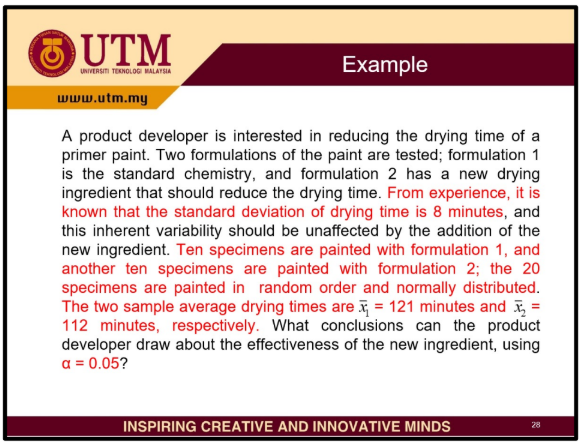 UTM
UNIVERSITI TEKNOLOGI MALAYSIA
Example
www.utm.my
A product developer is interested in reducing the drying time of a
primer paint. Two formulations of the paint are tested; formulation 1
is the standard chemistry, and formulation 2 has a new drying
ingredient that should reduce the drying time. From experience, it is
known that the standard deviation of drying time is 8 minutes, and
this inherent variability should be unaffected by the addition of the
new ingredient. Ten specimens are painted with formulation 1, and
another ten specimens are painted with formulation 2; the 20
specimens are painted in random order and normally distributed.
The two sample average drying times are x̄₁ = 121 minutes and x̄₂ =
112 minutes, respectively. What conclusions can the product
developer draw about the effectiveness of the new ingredient, using
α = 0.05?
INSPIRING CREATIVE AND INNOVATIVE MINDS
28